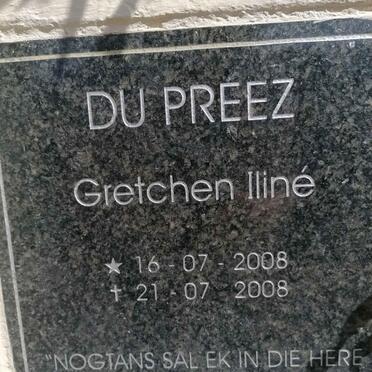 DU PREEZ
Gretchen Iliné
★ 16 - 07 - 2008
✝ 21 - 07 2008
"NOGTANS SAL EK IN DIE HERE